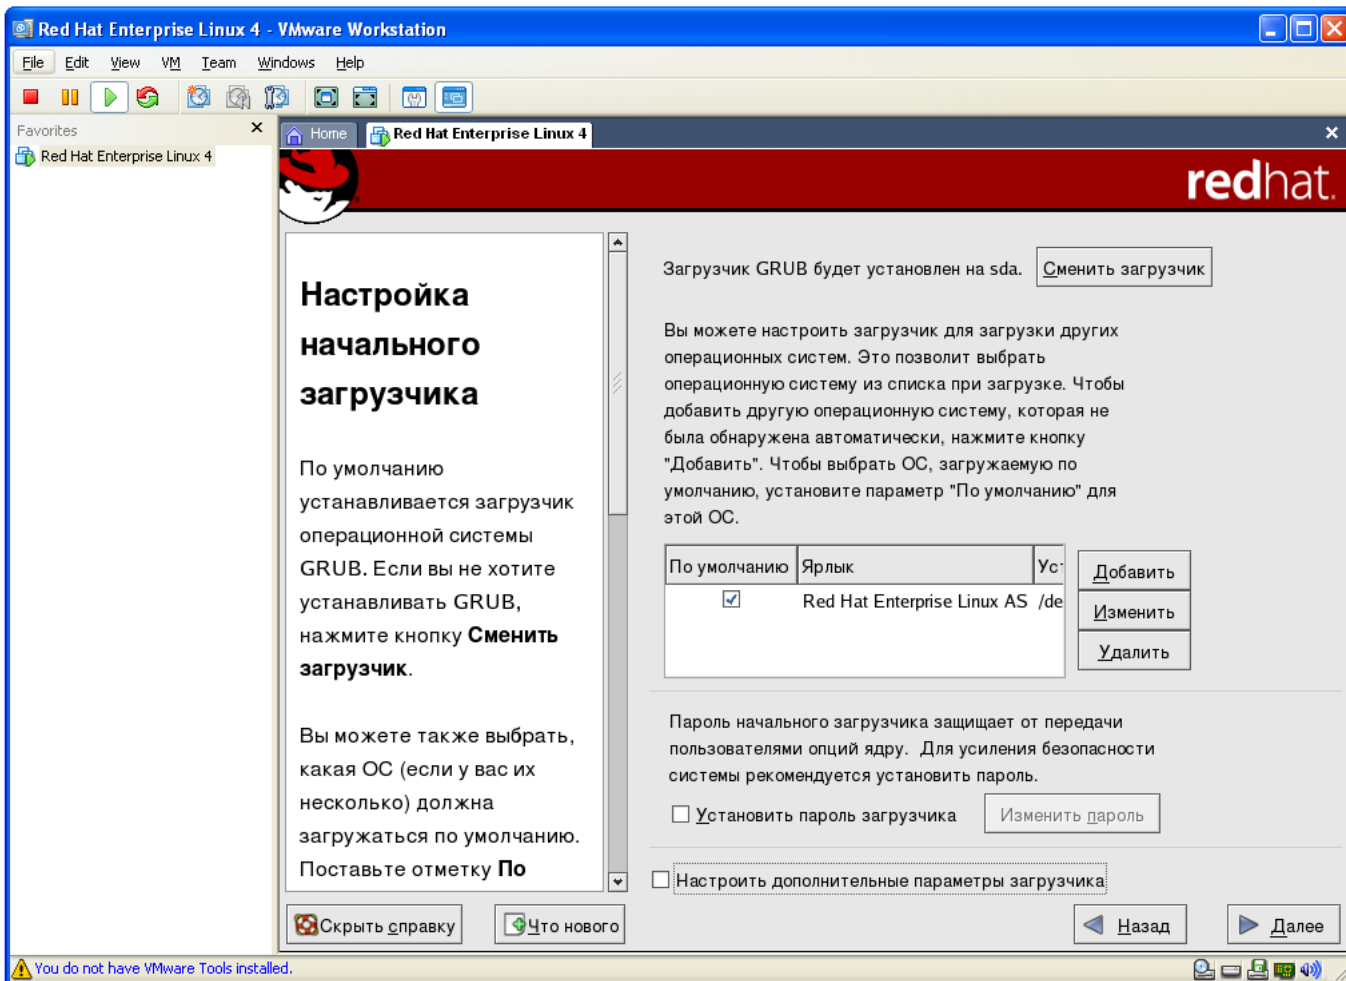 Red Hat Enterprise Linux 4 - VMware Workstation
File Edit View VM Team Windows Help
Favorites
Red Hat Enterprise Linux 4
Home Red Hat Enterprise Linux 4
redhat.
Настройка
начального
загрузчика
По умолчанию
устанавливается загрузчик
операционной системы
GRUB. Если вы не хотите
устанавливать GRUB,
нажмите кнопку Сменить
загрузчик.
Вы можете также выбрать,
какая ОС (если у вас их
несколько) должна
загружаться по умолчанию.
Поставьте отметку По
Скрыть справку
Что нового
Загрузчик GRUB будет установлен на sda. Сменить загрузчик
Вы можете настроить загрузчик для загрузки других
операционных систем. Это позволит выбрать
операционную систему из списка при загрузке. Чтобы
добавить другую операционную систему, которая не
была обнаружена автоматически, нажмите кнопку
"Добавить". Чтобы выбрать ОС, загружаемую по
умолчанию, установите параметр "По умолчанию" для
этой ОС.
По умолчанию Ярлык Уст
Red Hat Enterprise Linux AS /de
Добавить
Изменить
Удалить
Пароль начального загрузчика защищает от передачи
пользователями опций ядру. Для усиления безопасности
системы рекомендуется установить пароль.
Установить пароль загрузчика Изменить пароль
Настроить дополнительные параметры загрузчика
Назад Далее
You do not have VMware Tools installed.